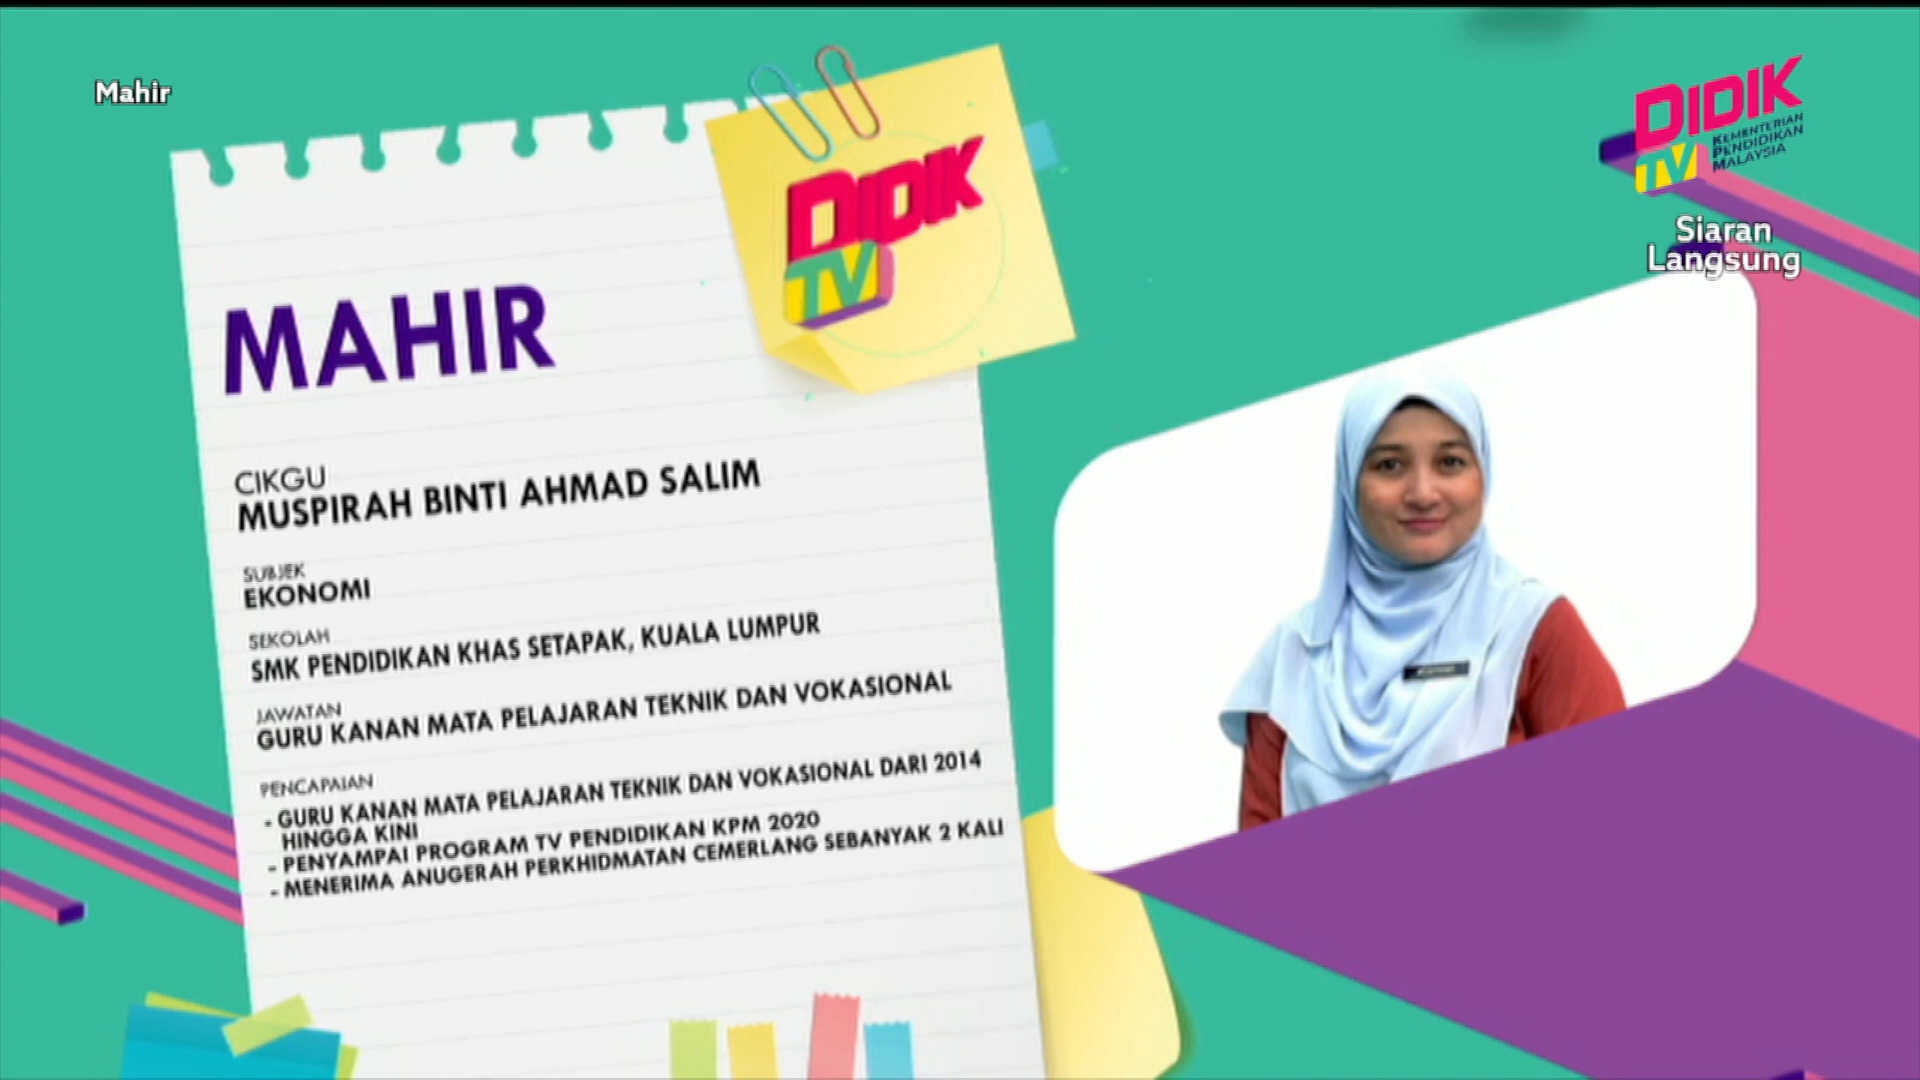 Mahir
DIDIK
TV
KEMENTERIAN
PENDIDIKAN
MALAYSIA
Siaran
Langsung
DIDIK
TV
MAHIR
CIKGU
MUSPIRAH BINTI AHMAD SALIM
SUBJEK
EKONOMI
SEKOLAH
SMK PENDIDIKAN KHAS SETAPAK, KUALA LUMPUR
JAWATAN
GURU KANAN MATA PELAJARAN TEKNIK DAN VOKASIONAL
PENCAPAIAN
- GURU KANAN MATA PELAJARAN TEKNIK DAN VOKASIONAL DARI 2014
HINGGA KINI
- PENYAMPAI PROGRAM TV PENDIDIKAN KPM 2020
- MENERIMA ANUGERAH PERKHIDMATAN CEMERLANG SEBANYAK 2 KALI